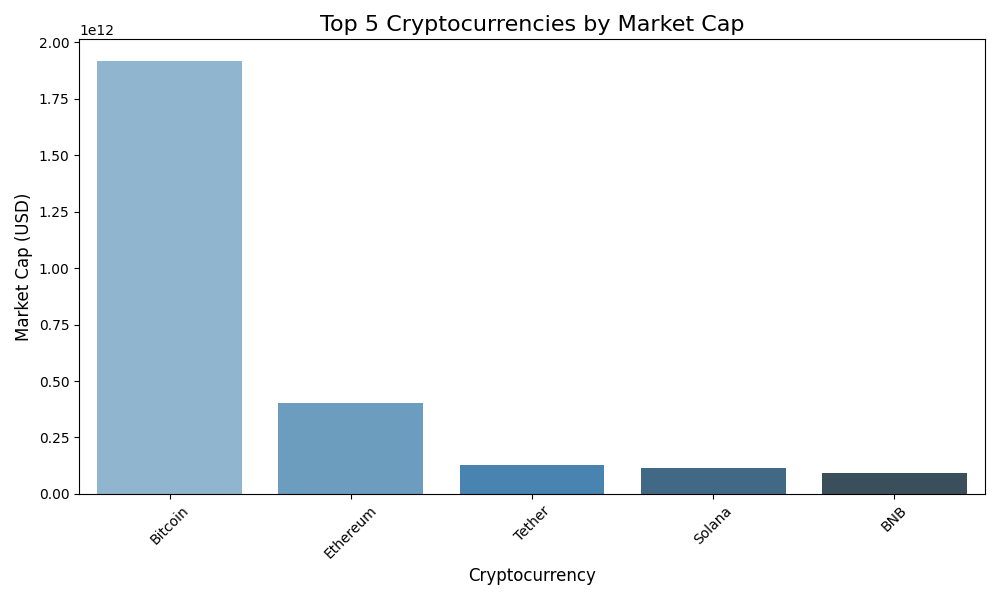 Top 5 Cryptocurrencies by Market Cap
1e12
2.00
1.75
1.50
1.25
1.00
0.75
0.50
0.25
0.00
Market Cap (USD)
Bitcoin
Ethereum
Tether
Solana
BNB
Cryptocurrency